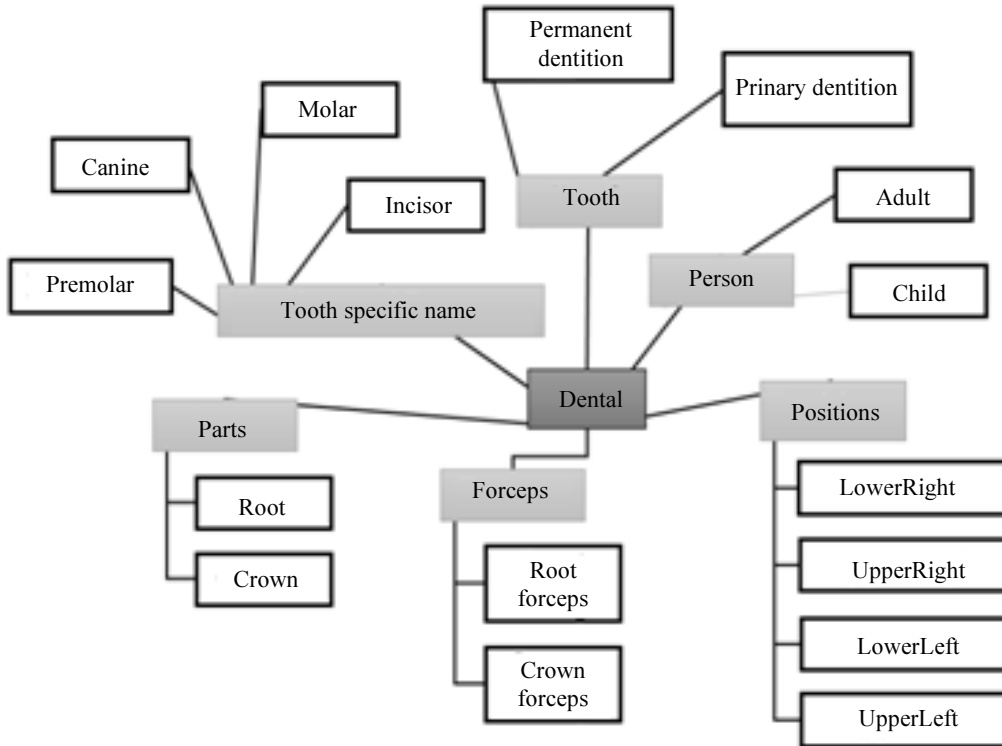 Permanent
dentition
Prinary dentition
Molar
Canine
Incisor
Tooth
Adult
Premolar
Tooth specific name
Person
Child
Dental
Parts
Positions
Forceps
Root
Crown
Root
forceps
Crown
forceps
LowerRight
UpperRight
LowerLeft
UpperLeft